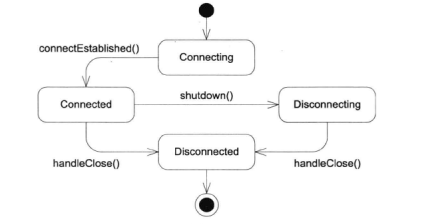 connectEstablished()
Connecting
Connected
shutdown()
Disconnecting
Disconnected
handleClose()
handleClose()